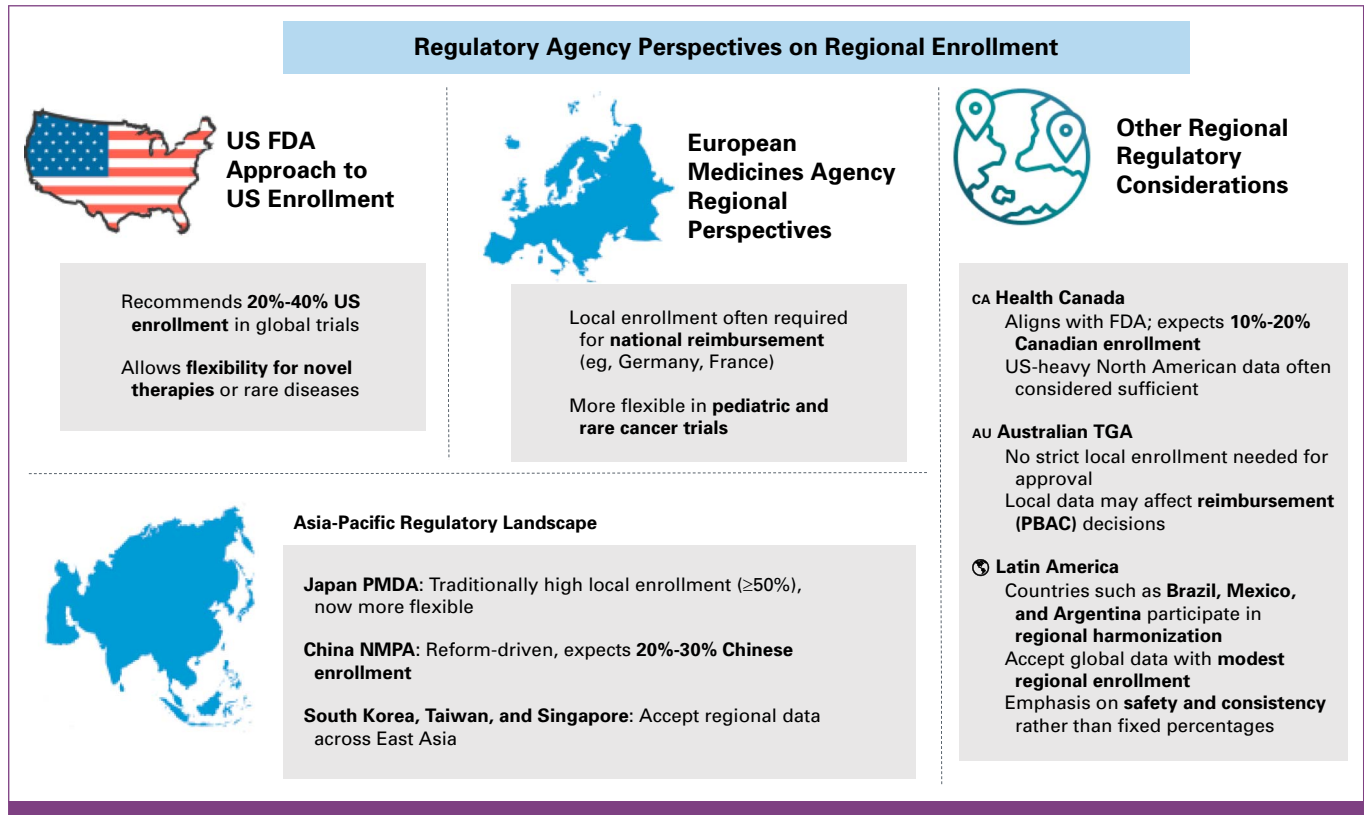 Regulatory Agency Perspectives on Regional Enrollment
US FDA
Approach to
US Enrollment
Recommends 20%-40% US
enrollment in global trials
Allows flexibility for novel
therapies or rare diseases
European
Medicines Agency
Regional
Perspectives
Local enrollment often required
for national reimbursement
(eg, Germany, France)
More flexible in pediatric and
rare cancer trials
Other Regional
Regulatory
Considerations
CA Health Canada
Aligns with FDA; expects 10%-20%
Canadian enrollment
US-heavy North American data often
considered sufficient
AU Australian TGA
No strict local enrollment needed for
approval
Local data may affect reimbursement
(PBAC) decisions
Latin America
Countries such as Brazil, Mexico,
and Argentina participate in
regional harmonization
Accept global data with modest
regional enrollment
Emphasis on safety and consistency
rather than fixed percentages
Asia-Pacific Regulatory Landscape
Japan PMDA: Traditionally high local enrollment (≥50%),
now more flexible
China NMPA: Reform-driven, expects 20%-30% Chinese
enrollment
South Korea, Taiwan, and Singapore: Accept regional data
across East Asia